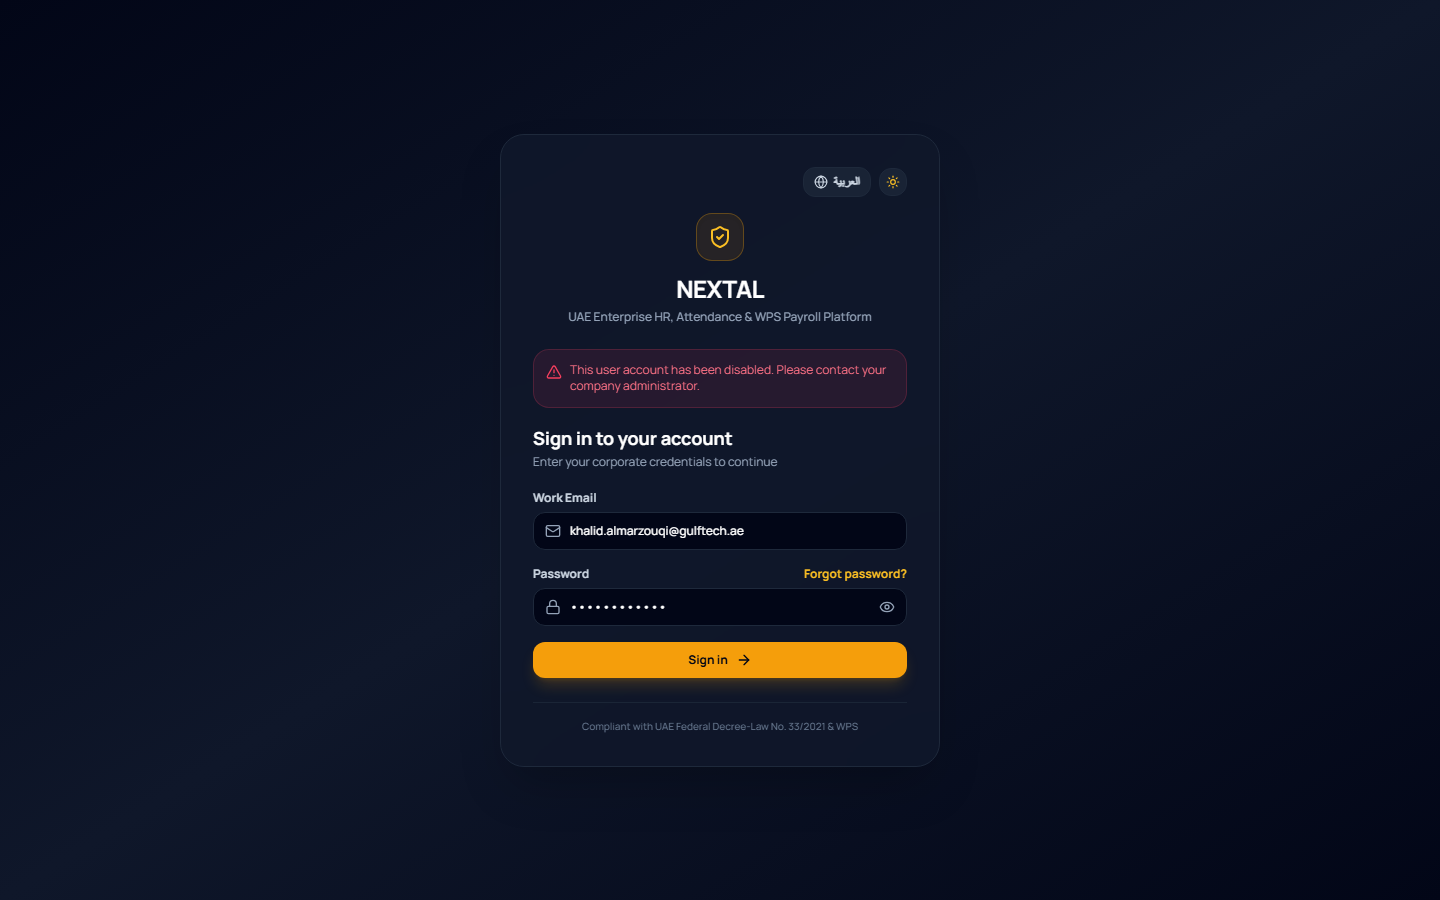 العربية
NEXTAL
UAE Enterprise HR, Attendance & WPS Payroll Platform
This user account has been disabled. Please contact your
company administrator.
Sign in to your account
Enter your corporate credentials to continue
Work Email
khalid.almarzouqi@gulftech.ae
Password
Forgot password?
••••••••••••
Sign in
Compliant with UAE Federal Decree-Law No. 33/2021 & WPS